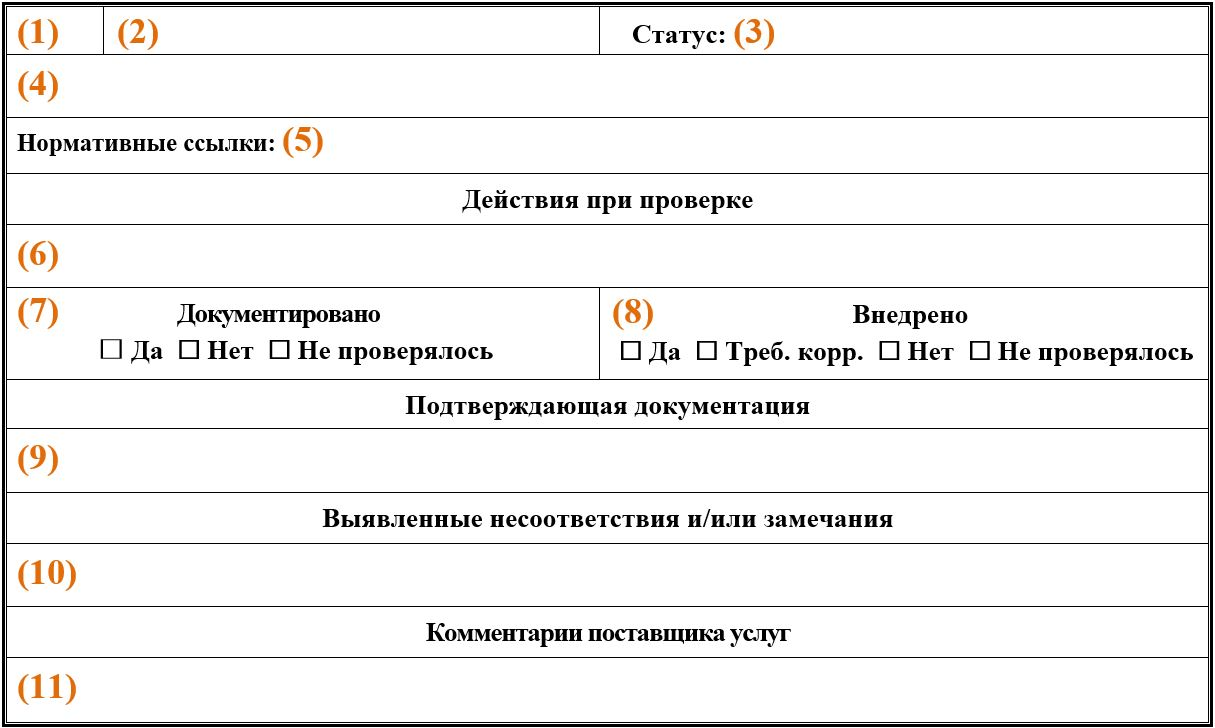 (1) (2) Статус: (3)
(4)
Нормативные ссылки: (5)
Действия при проверке
(6)
(7) Документировано (8) Внедрено
☐ Да ☐ Нет ☐ Не проверялось ☐ Да ☐ Треб. корр. ☐ Нет ☐ Не проверялось
Подтверждающая документация
(9)
Выявленные несоответствия и/или замечания
(10)
Комментарии поставщика услуг
(11)